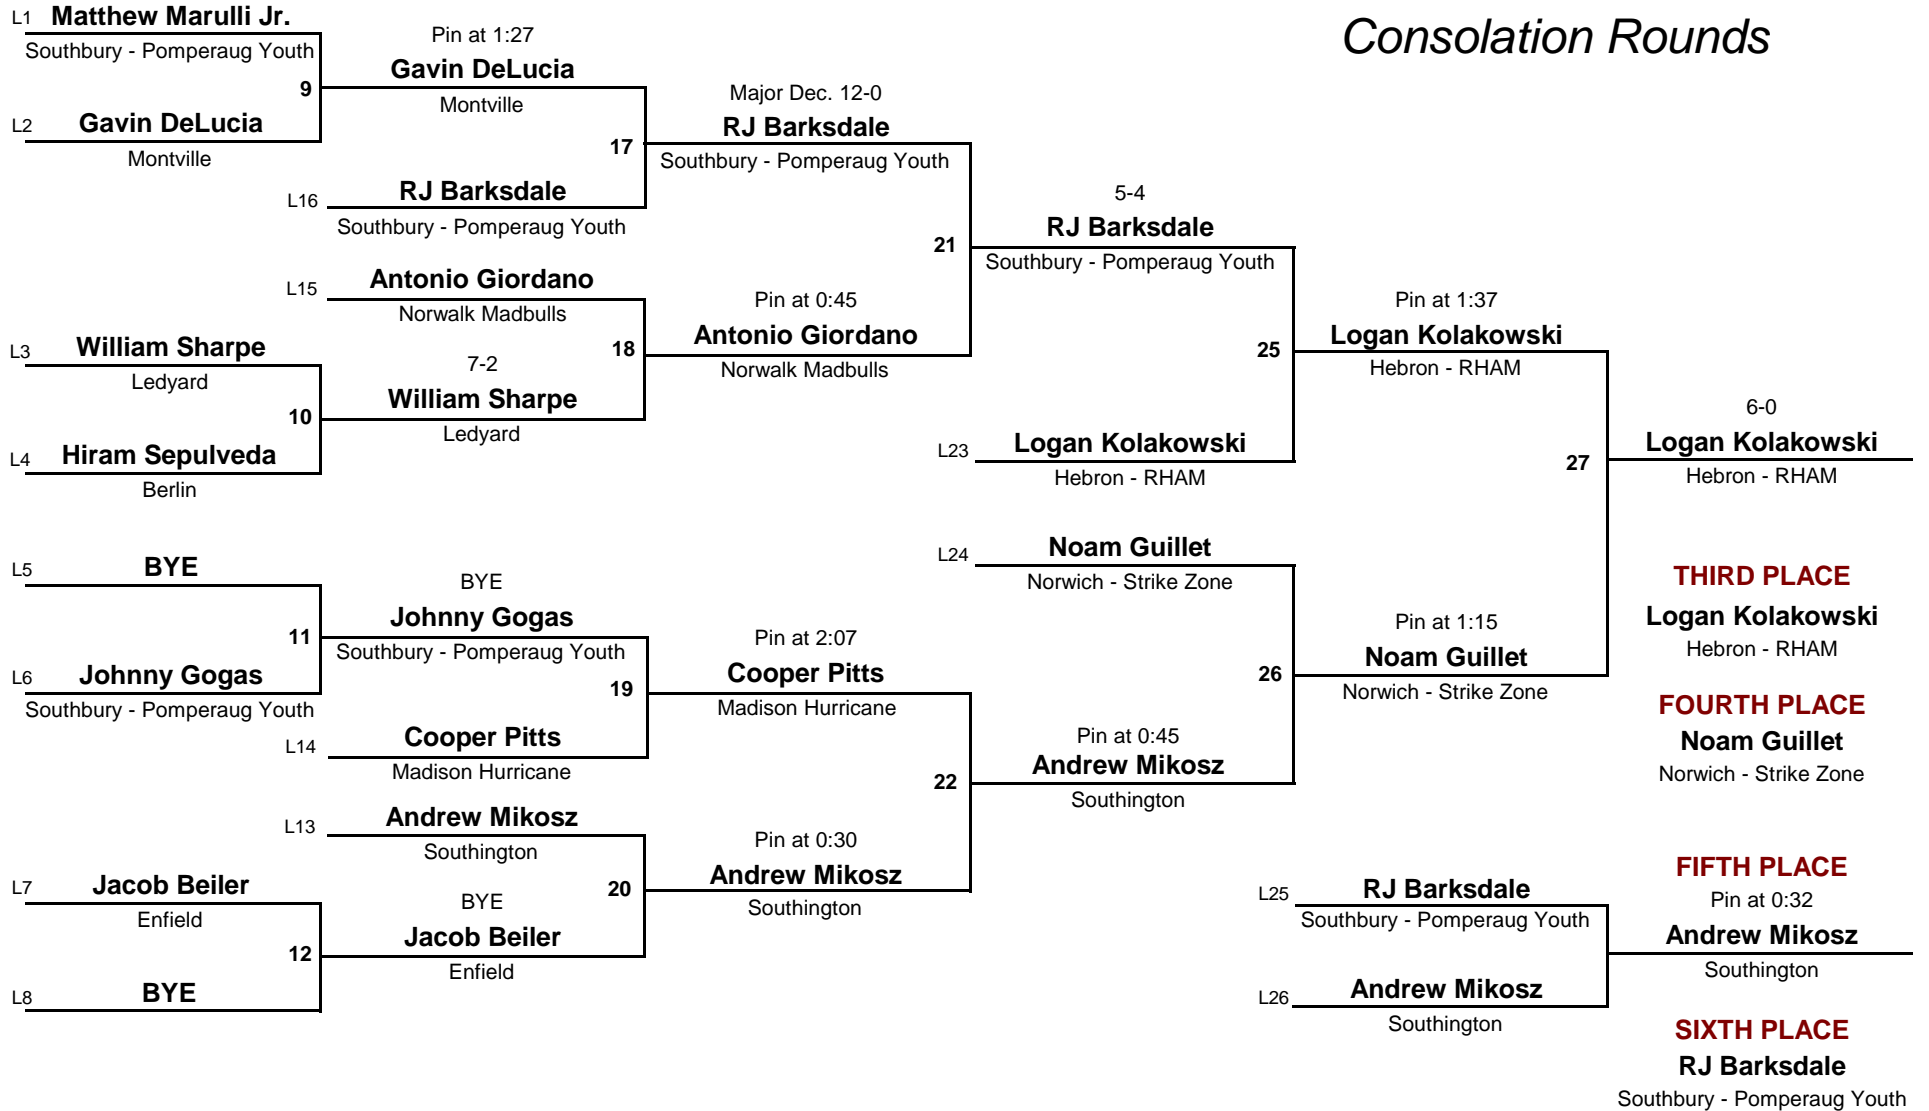 Consolation Rounds
L1 Matthew Marulli Jr.
Southbury - Pomperaug Youth
9
L2 Gavin DeLucia
Montville
L3 William Sharpe
Ledyard
10
L4 Hiram Sepulveda
Berlin
L5 BYE
11
L6 Johnny Gogas
Southbury - Pomperaug Youth
L7 Jacob Beiler
Enfield
12
L8 BYE
Pin at 1:27
Gavin DeLucia
Montville
17
L16 RJ Barksdale
Southbury - Pomperaug Youth
L15 Antonio Giordano
Norwalk Madbulls
18
7-2
William Sharpe
Ledyard
BYE
Johnny Gogas
Southbury - Pomperaug Youth
19
L14 Cooper Pitts
Madison Hurricane
L13 Andrew Mikosz
Southington
20
BYE
Jacob Beiler
Enfield
Major Dec. 12-0
RJ Barksdale
Southbury - Pomperaug Youth
21
Pin at 0:45
Antonio Giordano
Norwalk Madbulls
Pin at 2:07
Cooper Pitts
Madison Hurricane
22
Pin at 0:30
Andrew Mikosz
Southington
5-4
RJ Barksdale
Southbury - Pomperaug Youth
25
L23 Logan Kolakowski
Hebron - RHAM
L24 Noam Guillet
Norwich - Strike Zone
26
Pin at 0:45
Andrew Mikosz
Southington
Pin at 1:37
Logan Kolakowski
Hebron - RHAM
27
Pin at 1:15
Noam Guillet
Norwich - Strike Zone
L25 RJ Barksdale
Southbury - Pomperaug Youth
L26 Andrew Mikosz
Southington
6-0
Logan Kolakowski
Hebron - RHAM
THIRD PLACE
Logan Kolakowski
Hebron - RHAM
FOURTH PLACE
Noam Guillet
Norwich - Strike Zone
FIFTH PLACE
Pin at 0:32
Andrew Mikosz
Southington
SIXTH PLACE
RJ Barksdale
Southbury - Pomperaug Youth